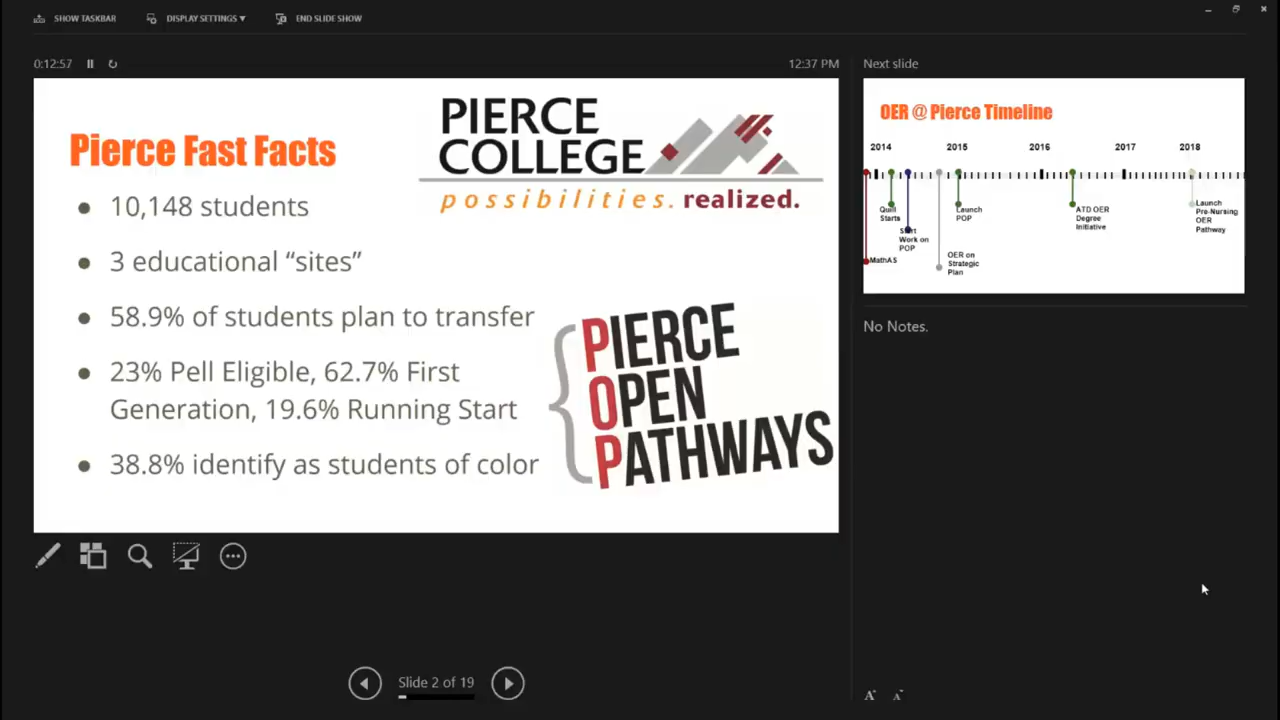 SHOW TASKBAR
DISPLAY SETTINGS ▼
END SLIDE SHOW
0:12:57
12:37 PM
Pierce Fast Facts
PIERCE
COLLEGE
possibilities. realized.
● 10,148 students
● 3 educational “sites”
● 58.9% of students plan to transfer
● 23% Pell Eligible, 62.7% First
Generation, 19.6% Running Start
● 38.8% identify as students of color
PIERCE
OPEN
PATHWAYS
Slide 2 of 19
Next slide
OER @ Pierce Timeline
2014
2015
2016
2017
2018
Quill
Starts
Start
Work on
POP
MathAS
Launch
POP
OER on
Strategic
Plan
ATD OER
Degree
Initiative
Launch
Pre-Nursing
OER
Pathway
No Notes.
A
A